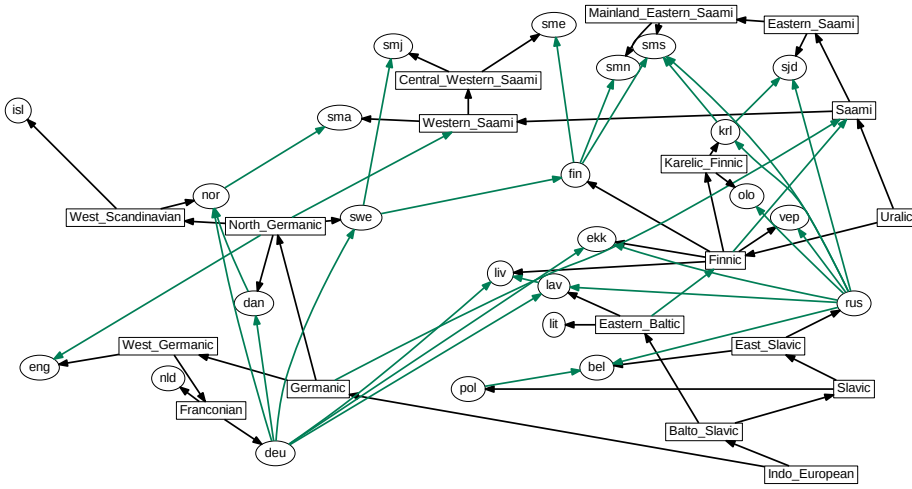 Mainland_Eastern_Saami
sme
Eastern_Saami
smj
sms
smn
sjd
Central_Western_Saami
isl
Saami
sma
Western_Saami
krl
Karelic_Finnic
fin
nor
olo
West_Scandinavian
swe
vep
Uralic
North_Germanic
ekk
Finnic
liv
lav
dan
rus
lit
Eastern_Baltic
West_Germanic
East_Slavic
eng
bel
nld
Germanic
pol
Slavic
Franconian
Balto_Slavic
deu
Indo_European